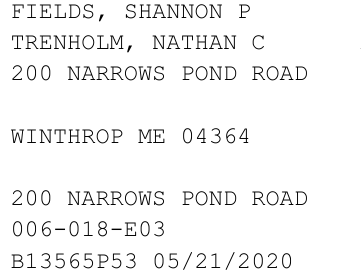 FIELDS, SHANNON P
TRENHOLM, NATHAN C
200 NARROWS POND ROAD
WINTHROP ME 04364
200 NARROWS POND ROAD
006-018-E03
B13565P53 05/21/2020